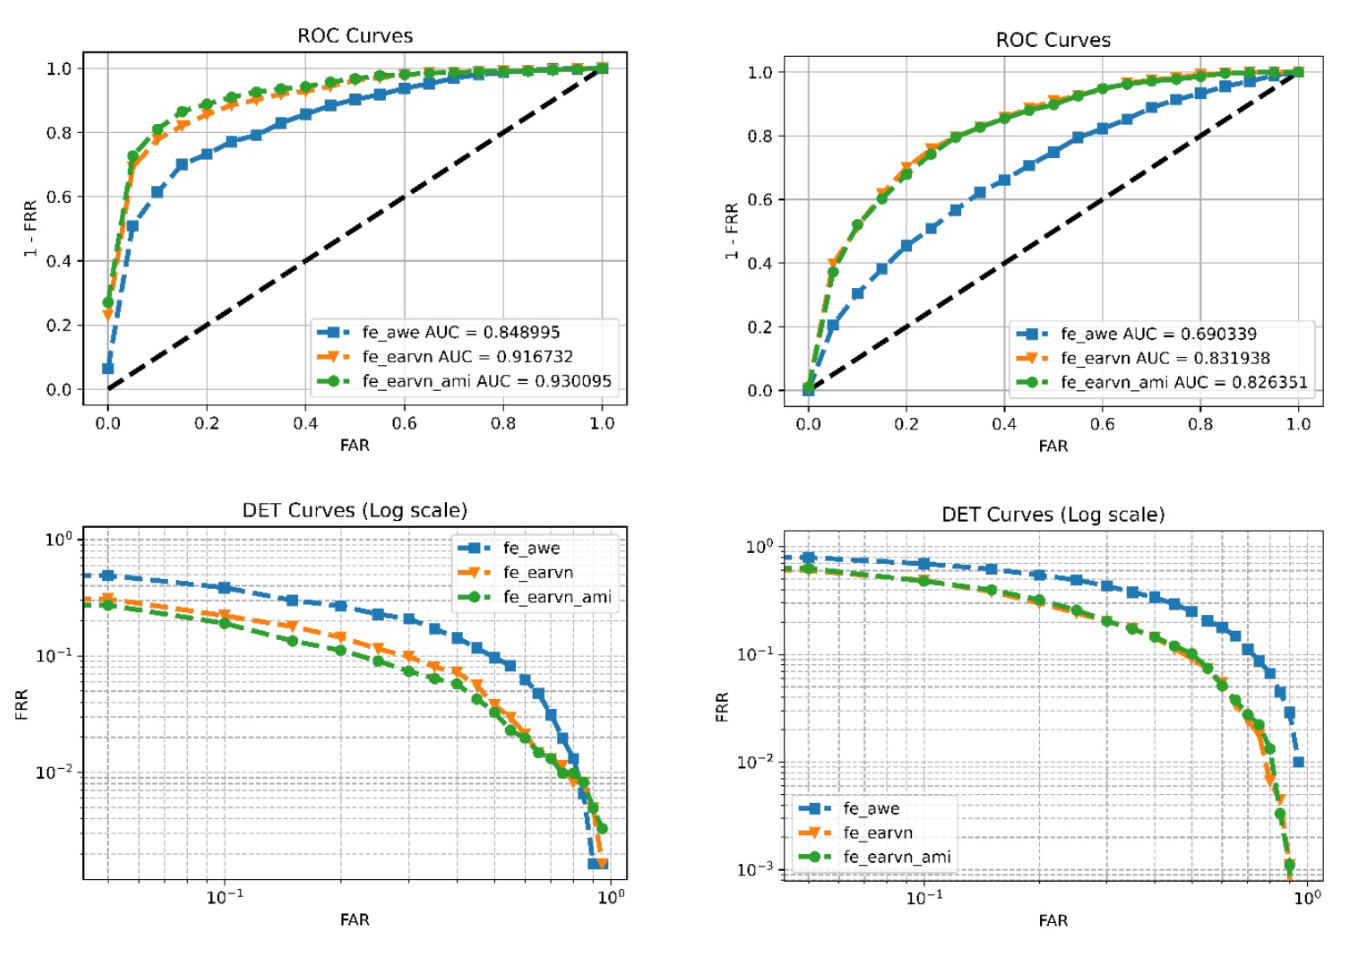 ROC Curves
1.0
0.8
0.6
0.4
0.2
0.0
1 - FRR
fe_awe AUC = 0.848995
fe_earvn AUC = 0.916732
fe_earvn_ami AUC = 0.930095
0.0 0.2 0.4 0.6 0.8 1.0
FAR
ROC Curves
1.0
0.8
0.6
0.4
0.2
0.0
1 - FRR
fe_awe AUC = 0.690339
fe_earvn AUC = 0.831938
fe_earvn_ami AUC = 0.826351
0.0 0.2 0.4 0.6 0.8 1.0
FAR
DET Curves (Log scale)
10⁰
10⁻¹
10⁻²
FRR
fe_awe
fe_earvn
fe_earvn_ami
10⁻¹ 10⁰
FAR
DET Curves (Log scale)
10⁰
10⁻¹
10⁻²
10⁻³
FRR
fe_awe
fe_earvn
fe_earvn_ami
10⁻¹ 10⁰
FAR